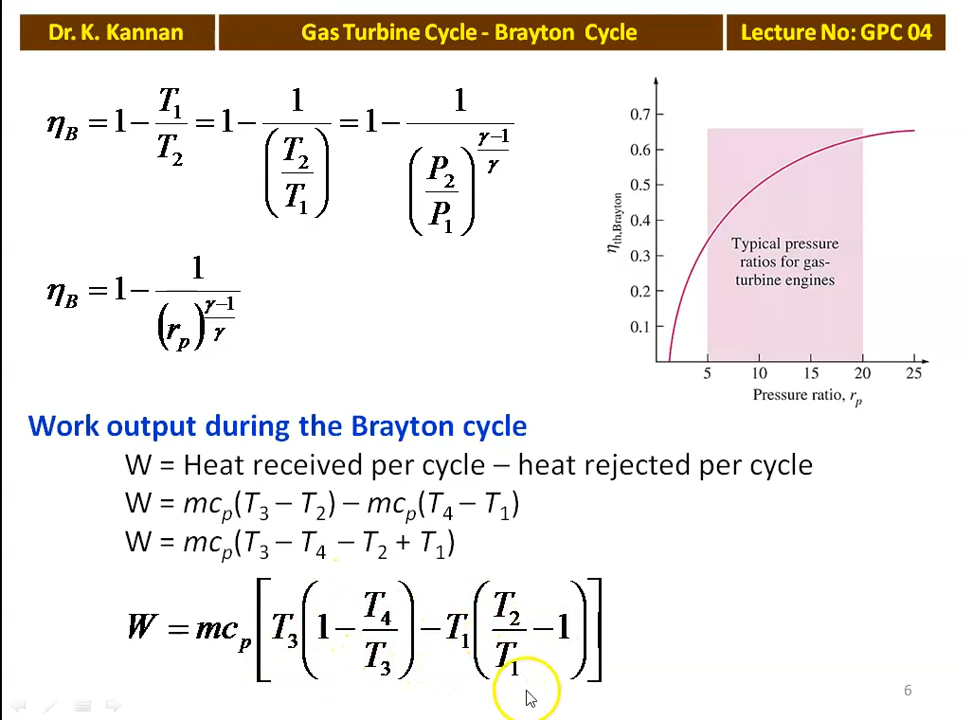 Dr. K. Kannan
Gas Turbine Cycle - Brayton Cycle
Lecture No: GPC 04
η_B = 1 − T₁/T₂ = 1 − 1/(T₂/T₁) = 1 − 1/(P₂/P₁)^((γ−1)/γ)
η_B = 1 − 1/(r_p)^((γ−1)/γ)
0.7
0.6
0.5
0.4
0.3
0.2
0.1
η_th,Brayton
Typical pressure
ratios for gas-
turbine engines
5 10 15 20 25
Pressure ratio, r_p
Work output during the Brayton cycle
W = Heat received per cycle – heat rejected per cycle
W = mc_p(T₃ – T₂) – mc_p(T₄ – T₁)
W = mc_p(T₃ – T₄ – T₂ + T₁)
W = mc_p[T₃(1 − T₄/T₃) − T₁(T₂/T₁ − 1)]
6